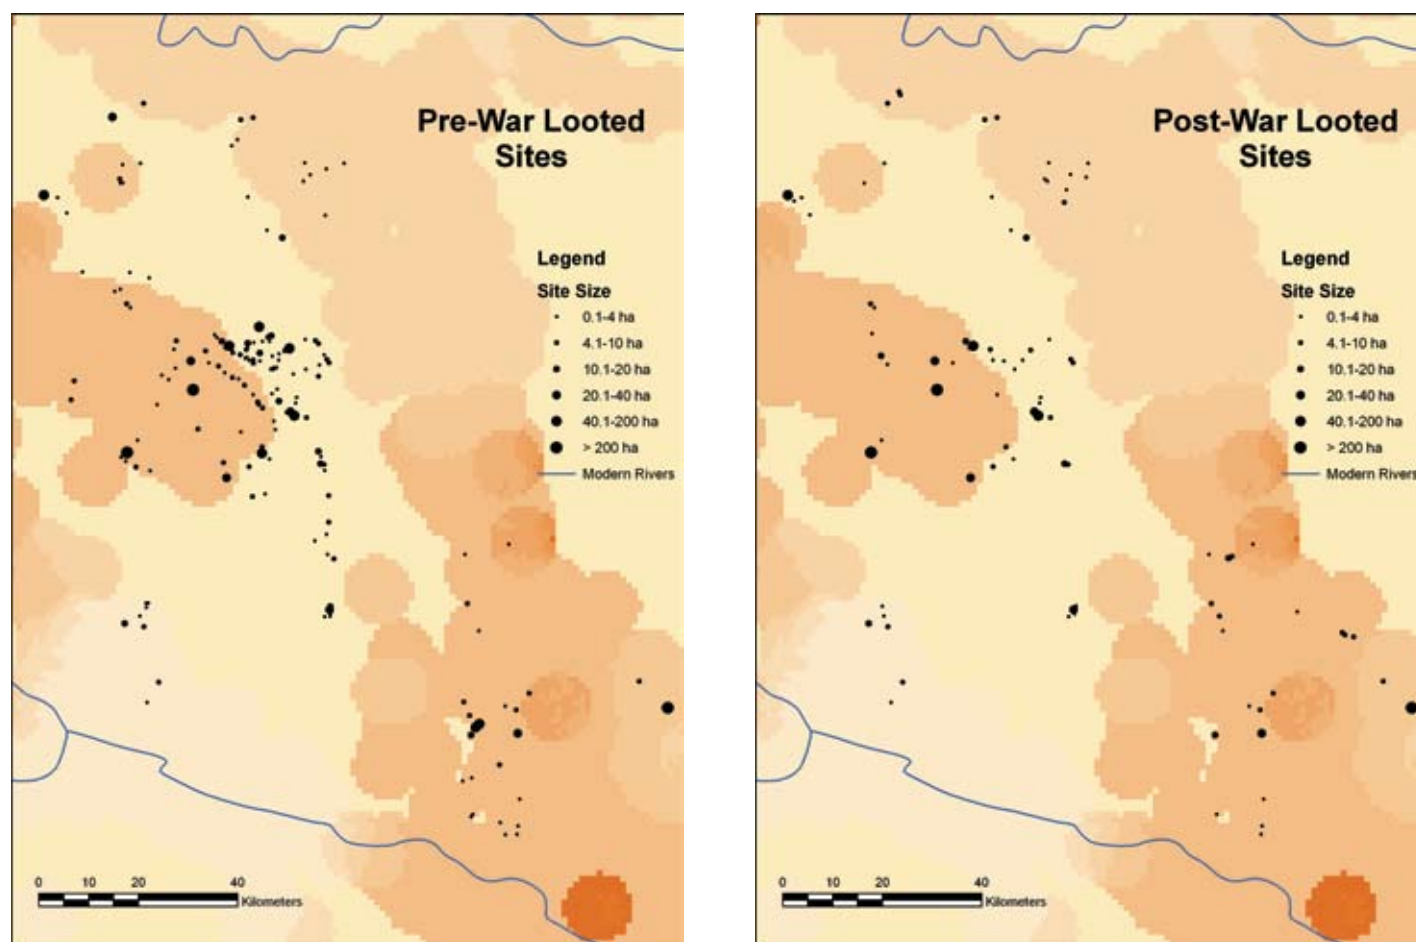 Pre-War Looted
Sites
Legend
Site Size
0.1-4 ha
4.1-10 ha
10.1-20 ha
20.1-40 ha
40.1-200 ha
> 200 ha
Modern Rivers
0 10 20 40
Kilometers
Post-War Looted
Sites
Legend
Site Size
0.1-4 ha
4.1-10 ha
10.1-20 ha
20.1-40 ha
40.1-200 ha
> 200 ha
Modern Rivers
0 10 20 40
Kilometers